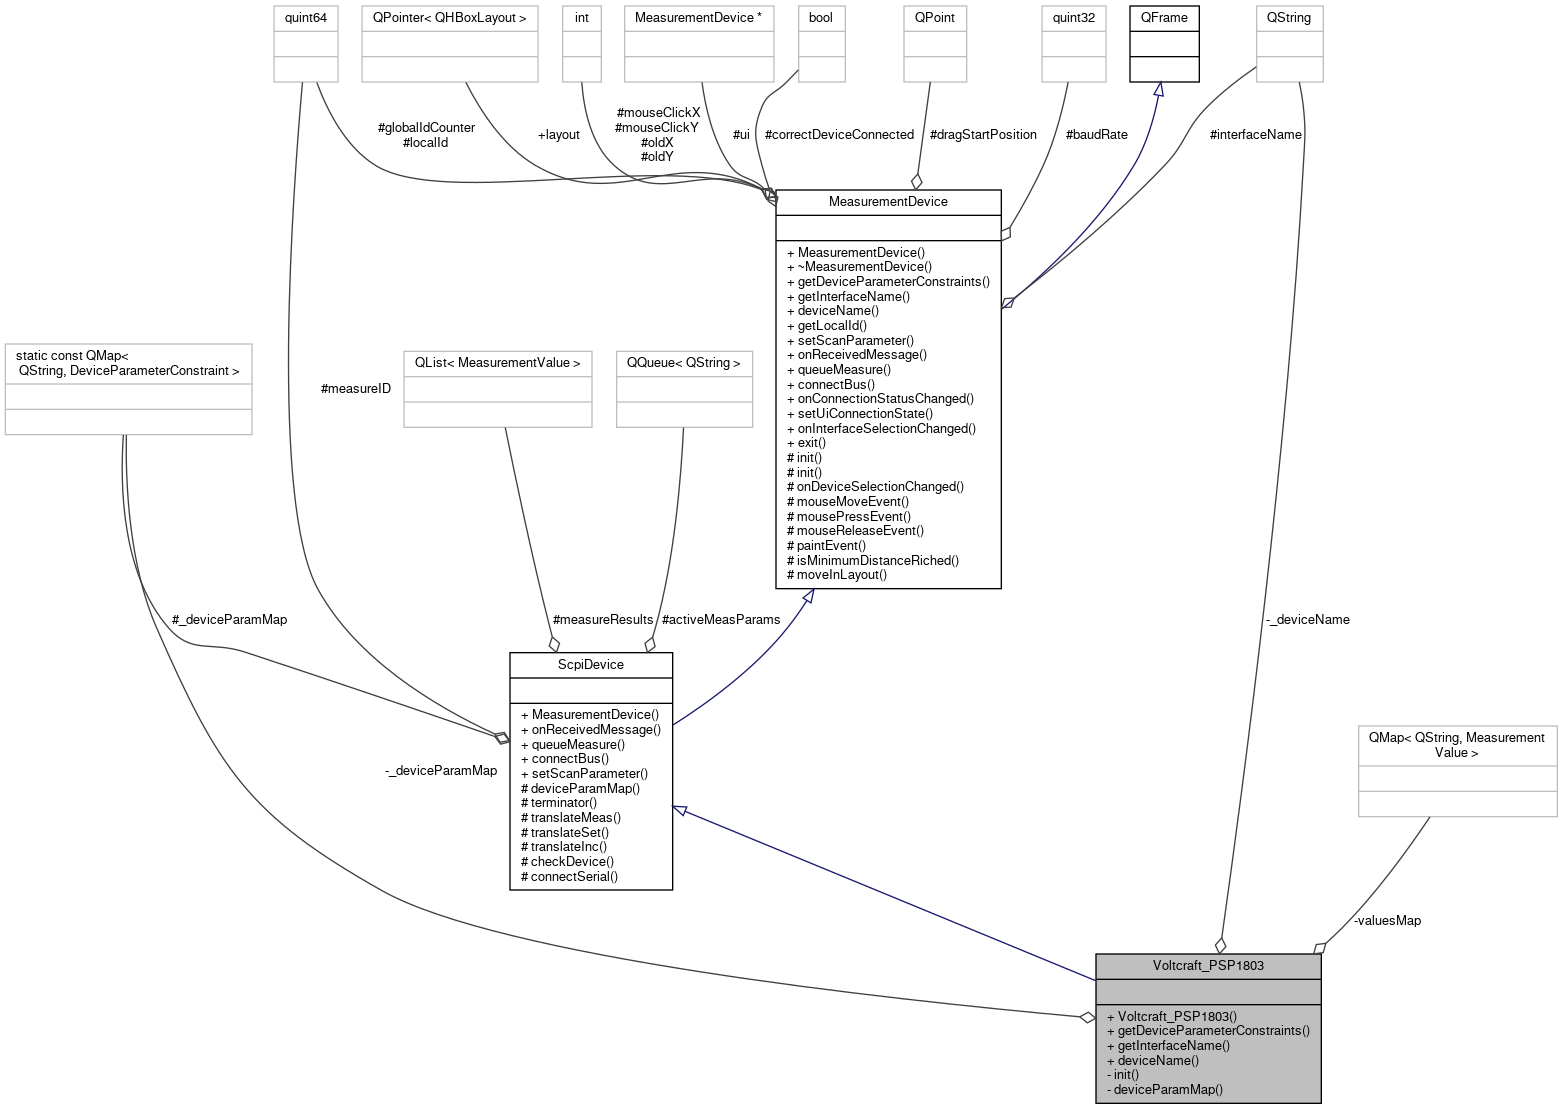 quint64
QPointer< QHBoxLayout >
int
MeasurementDevice *
bool
QPoint
quint32
QFrame
QString
#globalIdCounter
#localId
+layout
#mouseClickX
#mouseClickY
#oldX
#oldY
#ui
#correctDeviceConnected
#dragStartPosition
#baudRate
#interfaceName
MeasurementDevice
+ MeasurementDevice()
+ ~MeasurementDevice()
+ getDeviceParameterConstraints()
+ getInterfaceName()
+ deviceName()
+ getLocalId()
+ setScanParameter()
+ onReceivedMessage()
+ queueMeasure()
+ connectBus()
+ onConnectionStatusChanged()
+ setUiConnectionState()
+ onInterfaceSelectionChanged()
+ exit()
# init()
# init()
# onDeviceSelectionChanged()
# mouseMoveEvent()
# mousePressEvent()
# mouseReleaseEvent()
# paintEvent()
# isMinimumDistanceRiched()
# moveInLayout()
static const QMap<
QString, DeviceParameterConstraint >
#measureID
QList< MeasurementValue >
QQueue< QString >
#_deviceParamMap
#measureResults
#activeMeasParams
-_deviceName
ScpiDevice
+ MeasurementDevice()
+ onReceivedMessage()
+ queueMeasure()
+ connectBus()
+ setScanParameter()
# deviceParamMap()
# terminator()
# translateMeas()
# translateSet()
# translateInc()
# checkDevice()
# connectSerial()
-_deviceParamMap
QMap< QString, Measurement
Value >
-valuesMap
Voltcraft_PSP1803
+ Voltcraft_PSP1803()
+ getDeviceParameterConstraints()
+ getInterfaceName()
+ deviceName()
- init()
- deviceParamMap()